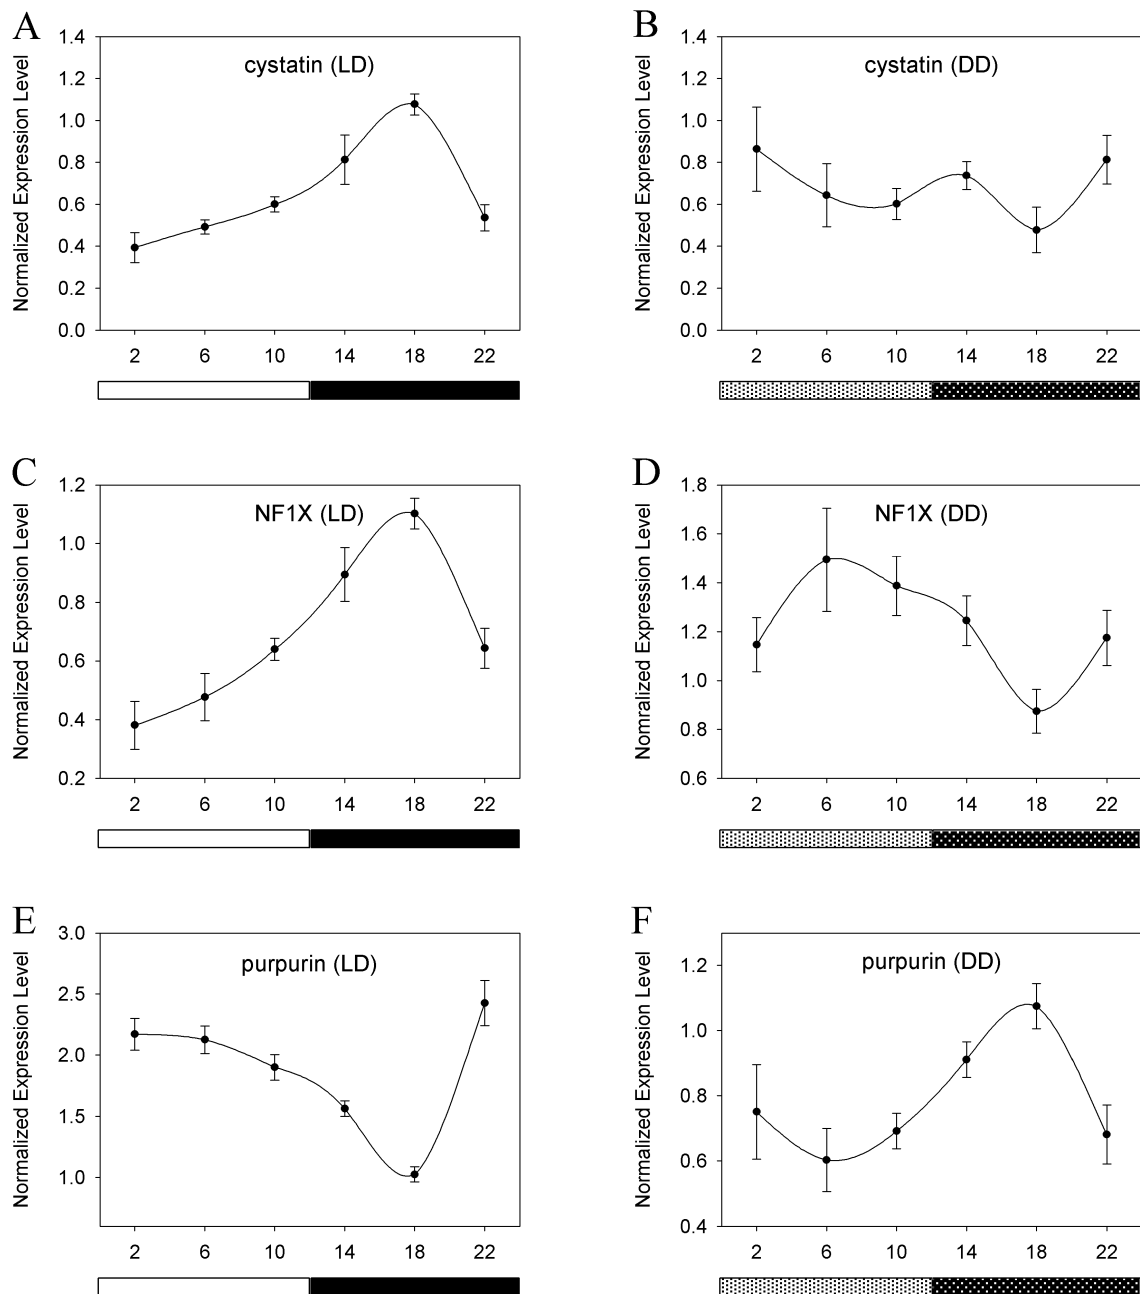 A
cystatin (LD)
Normalized Expression Level
1.4
1.2
1.0
0.8
0.6
0.4
0.2
0.0
2 6 10 14 18 22
B
cystatin (DD)
Normalized Expression Level
1.4
1.2
1.0
0.8
0.6
0.4
0.2
0.0
2 6 10 14 18 22
C
NF1X (LD)
Normalized Expression Level
1.2
1.0
0.8
0.6
0.4
0.2
2 6 10 14 18 22
D
NF1X (DD)
Nomralized Expression Level
1.8
1.6
1.4
1.2
1.0
0.8
0.6
2 6 10 14 18 22
E
purpurin (LD)
Normalized Expression Level
3.0
2.5
2.0
1.5
1.0
2 6 10 14 18 22
F
purpurin (DD)
Normalized Expression Level
1.2
1.0
0.8
0.6
0.4
2 6 10 14 18 22